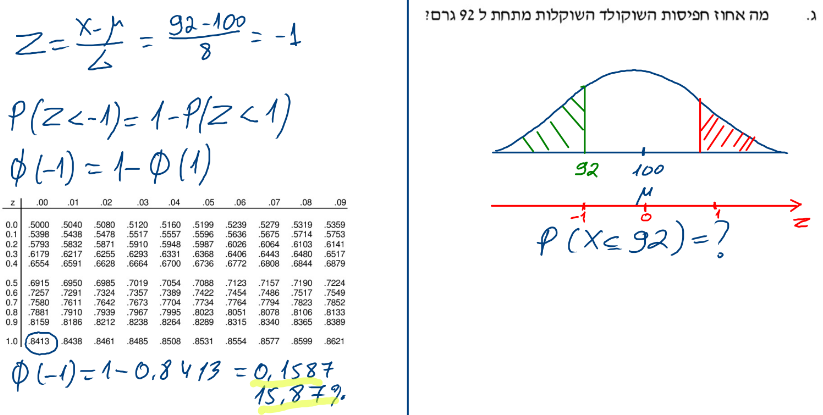 ג. מה אחוז חפיסות השוקולד השוקלות מתחת ל 92 גרם?
92 100
μ
-1 0 1 Z
P(X≤92)=?
Z = (X-μ)/σ = (92-100)/8 = -1
P(Z<-1) = 1-P(Z<1)
Φ(-1) = 1-Φ(1)
z .00 .01 .02 .03 .04 .05 .06 .07 .08 .09
0.0 .5000 .5040 .5080 .5120 .5160 .5199 .5239 .5279 .5319 .5359
0.1 .5398 .5438 .5478 .5517 .5557 .5596 .5636 .5675 .5714 .5753
0.2 .5793 .5832 .5871 .5910 .5948 .5987 .6026 .6064 .6103 .6141
0.3 .6179 .6217 .6255 .6293 .6331 .6368 .6406 .6443 .6480 .6517
0.4 .6554 .6591 .6628 .6664 .6700 .6736 .6772 .6808 .6844 .6879
0.5 .6915 .6950 .6985 .7019 .7054 .7088 .7123 .7157 .7190 .7224
0.6 .7257 .7291 .7324 .7357 .7389 .7422 .7454 .7486 .7517 .7549
0.7 .7580 .7611 .7642 .7673 .7704 .7734 .7764 .7794 .7823 .7852
0.8 .7881 .7910 .7939 .7967 .7995 .8023 .8051 .8078 .8106 .8133
0.9 .8159 .8186 .8212 .8238 .8264 .8289 .8315 .8340 .8365 .8389
1.0 .8413 .8438 .8461 .8485 .8508 .8531 .8554 .8577 .8599 .8621
Φ(-1) = 1-0.8413 = 0,1587
15,87%